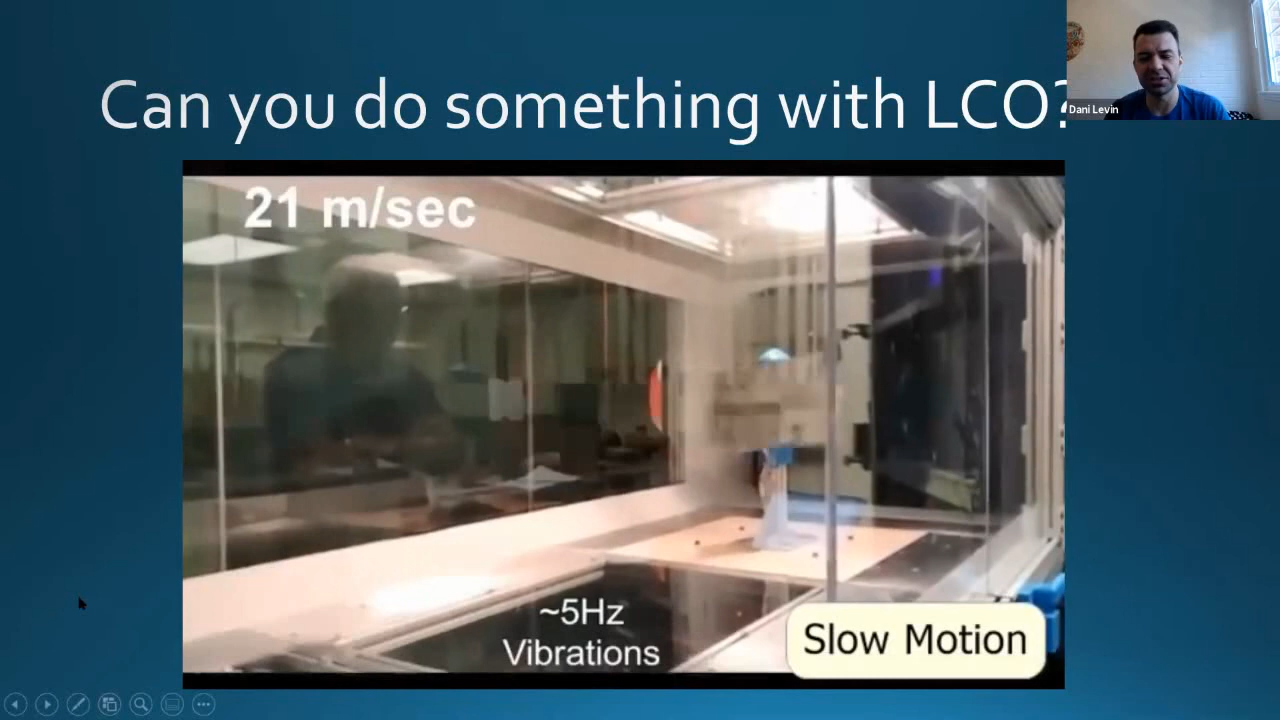 Can you do something with LCO?
Dani Levin
21 m/sec
~5Hz
Vibrations
Slow Motion